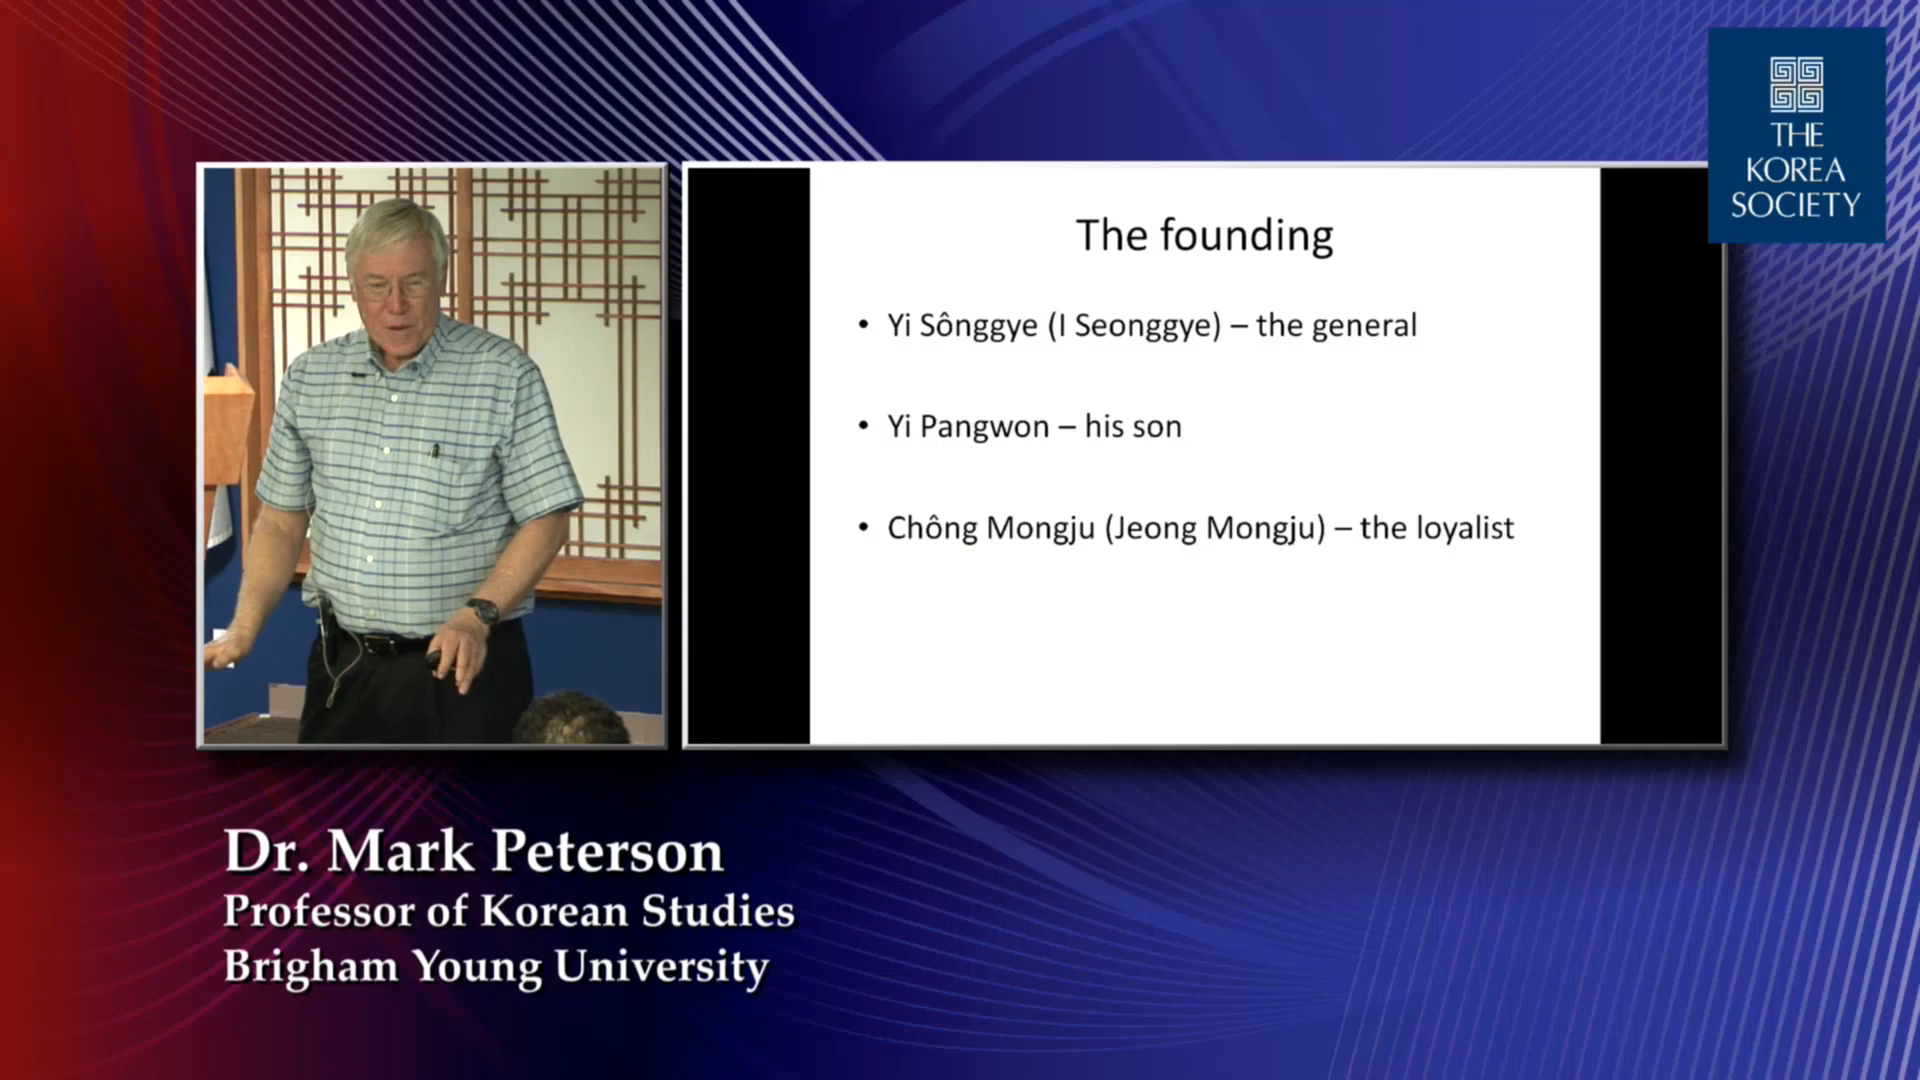 THE
KOREA
SOCIETY
The founding
• Yi Sônggye (I Seonggye) – the general
• Yi Pangwon – his son
• Chông Mongju (Jeong Mongju) – the loyalist
Dr. Mark Peterson
Professor of Korean Studies
Brigham Young University